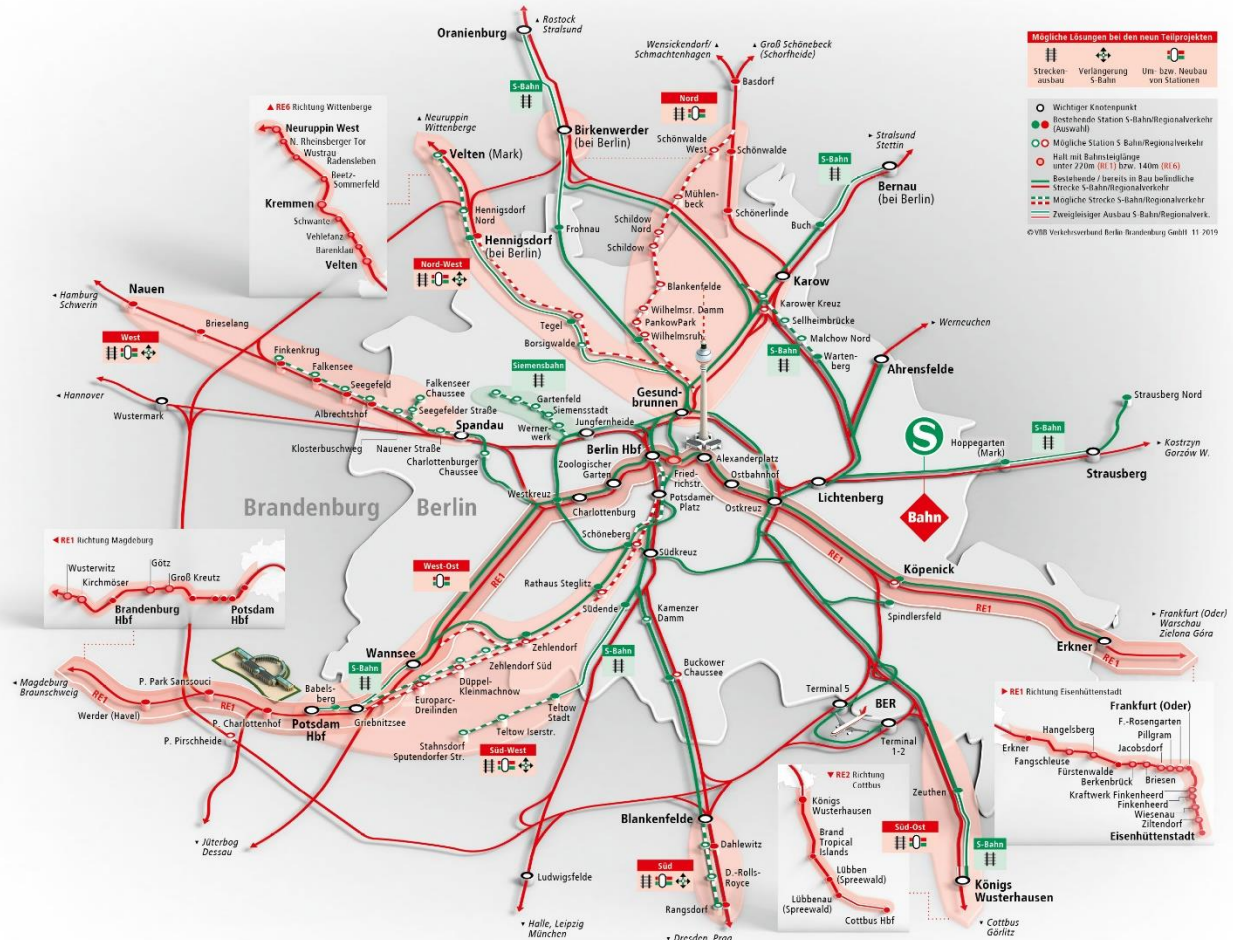 Rostock
Stralsund
Oranienburg
S-Bahn
Wensickendorf/
Schmachtenhagen
Groß Schönebeck
(Schorfheide)
Basdorf
Nord
Mögliche Lösungen bei den neun Teilprojekten
Strecken-
ausbau
Verlängerung
S-Bahn
Um- bzw. Neubau
von Stationen
Wichtiger Knotenpunkt
Bestehende Station S-Bahn/Regionalverkehr
(Auswahl)
Mögliche Station S Bahn/Regionalverkehr
Halt mit Bahnsteiglänge
unter 220m (RE1) bzw. 140m (RE6)
Bestehende / bereits in Bau befindliche
Strecke S-Bahn/Regionalverkehr
Mögliche Strecke S-Bahn/Regionalverkehr
Zweigleisiger Ausbau S-Bahn/Regionalverk.
© VBB Verkehrsverbund Berlin Brandenburg GmbH 11 2019
RE6 Richtung Wittenberge
Neuruppin West
N. Rheinsberger Tor
Wustrau
Radensleben
Beetz-
Sommerfeld
Kremmen
Schwante
Vehlefanz
Bärenklau
Velten
Neuruppin
Wittenberge
Velten (Mark)
Birkenwerder
(bei Berlin)
Schönwalde
West
Schönwalde
Stralsund
Stettin
S-Bahn
Bernau
(bei Berlin)
Hennigsdorf
Nord
Hennigsdorf
(bei Berlin)
Frohnau
Mühlen-
beck
Schildow
Nord
Schildow
Schönerlinde
Buch
Nord-West
Karow
Blankenfelde
Karower Kreuz
Wilhelmsr. Damm
PankowPark
Wilhelmsruh
Sellheimbrücke
Malchow Nord
Warten-
berg
S-Bahn
Werneuchen
Ahrensfelde
Hamburg
Schwerin
Nauen
West
Brieselang
Finkenkrug
Falkensee
Seegefeld
Albrechtshof
Tegel
Borsigwalde
Siemensbahn
Falkenseer
Chaussee
Seegefelder Straße
Gartenfeld
Siemensstadt
Werner-
werk
Jungfernheide
Gesund-
brunnen
Hannover
Wustermark
Klosterbuschweg
Nauener Straße
Spandau
Charlottenburger
Chaussee
Berlin Hbf
Zoologischer
Garten
Fried-
richstr.
Alexanderplatz
Ostbahnhof
Potsdamer
Platz
Westkreuz
Charlottenburg
Ostkreuz
Lichtenberg
S
Bahn
Hoppegarten
(Mark)
S-Bahn
Strausberg Nord
Strausberg
Kostrzyn
Gorzów W.
Brandenburg
Berlin
Schöneberg
Südkreuz
RE1 Richtung Magdeburg
Wusterwitz
Kirchmöser
Götz
Groß Kreutz
Brandenburg
Hbf
Potsdam
Hbf
West-Ost
RE1
Rathaus Steglitz
Südende
Kamenzer
Damm
RE1
Köpenick
Spindlersfeld
RE1
Erkner
RE1
Frankfurt (Oder)
Warschau
Zielona Góra
Wannsee
S-Bahn
Zehlendorf
Zehlendorf Süd
Düppel-
Kleinmachnow
Europarc-
Dreilinden
S-Bahn
Buckower
Chaussee
Magdeburg
Braunschweig
RE1
P. Park Sanssouci
RE1
Werder (Havel)
P. Charlottenhof
P. Pirschheide
Babels-
berg
Potsdam
Hbf
Griebnitzsee
Teltow
Stadt
Teltow Iserstr.
Stahnsdorf
Sputendorfer Str.
Süd-West
Terminal 5
BER
Terminal
1-2
RE1 Richtung Eisenhüttenstadt
Frankfurt (Oder)
F.-Rosengarten
Pillgram
Hangelsberg
Jacobsdorf
Erkner
Fangschleuse
Fürstenwalde
Berkenbrück
Briesen
Kraftwerk Finkenheerd
Finkenheerd
Wiesenau
Ziltendorf
Eisenhüttenstadt
RE2 Richtung
Cottbus
Königs
Wusterhausen
Brand
Tropical
Islands
Lübben
(Spreewald)
Lübbenau
(Spreewald)
Cottbus Hbf
Zeuthen
Süd-Ost
S-Bahn
Königs
Wusterhausen
Cottbus
Görlitz
Jüterbog
Dessau
Blankenfelde
Dahlewitz
Süd
D.-Rolls-
Royce
Rangsdorf
Ludwigsfelde
Halle, Leipzig
München
Dresden, Prag